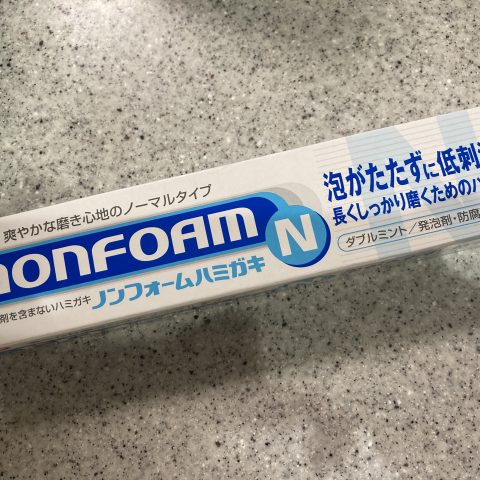 爽やかな磨き心地のノーマルタイプ
NONFOAM N
剤を含まないハミガキ ノンフォームハミガキ
泡がたたずに低刺
長くしっかり磨くための
ダブルミント／発泡剤・防腐